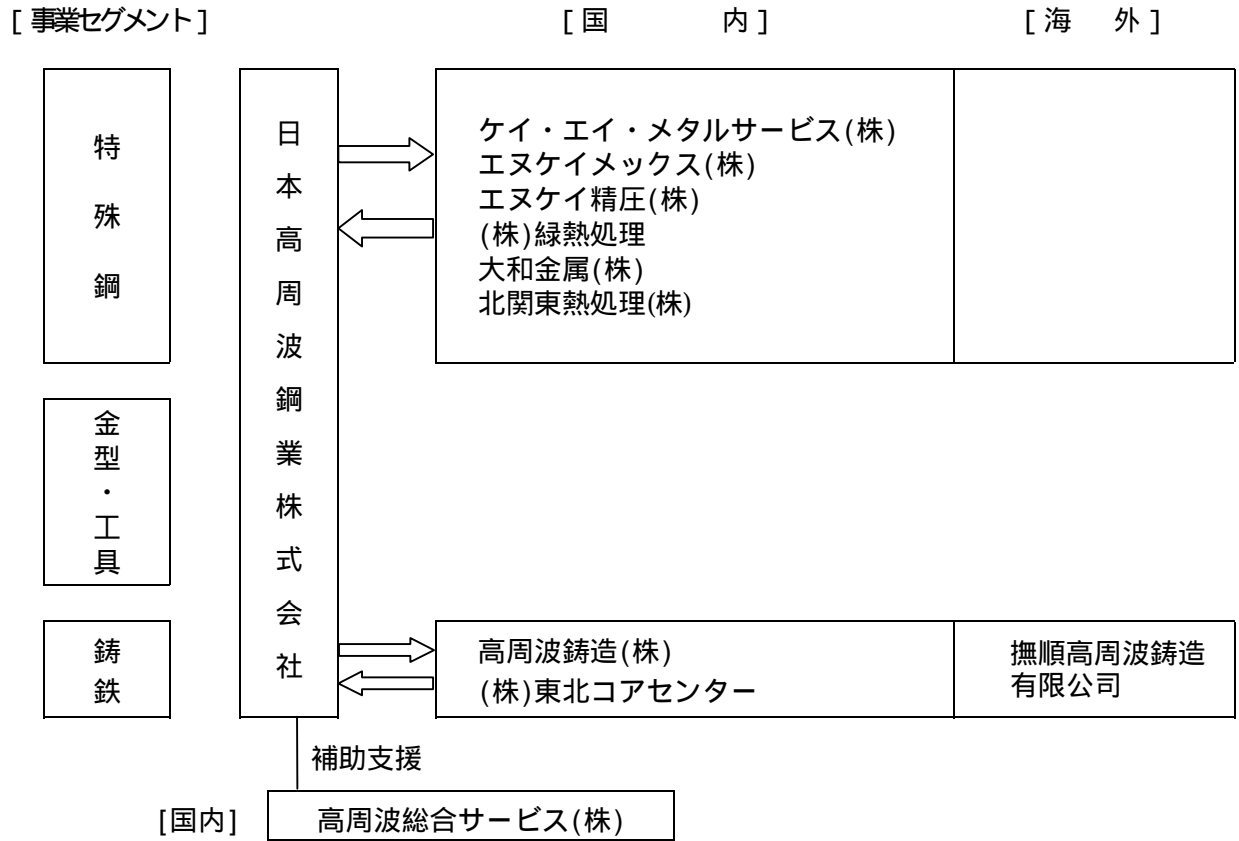 [事業セグメント]
[国　　　内]
[海　外]
特殊鋼
日本高周波鋼業株式会社
ケイ・エイ・メタルサービス(株)
エヌケイメックス(株)
エヌケイ精圧(株)
(株)緑熱処理
大和金属(株)
北関東熱処理(株)
金型・工具
鋳鉄
高周波鋳造(株)
(株)東北コアセンター
撫順高周波鋳造
有限公司
補助支援
[国内]
高周波総合サービス(株)